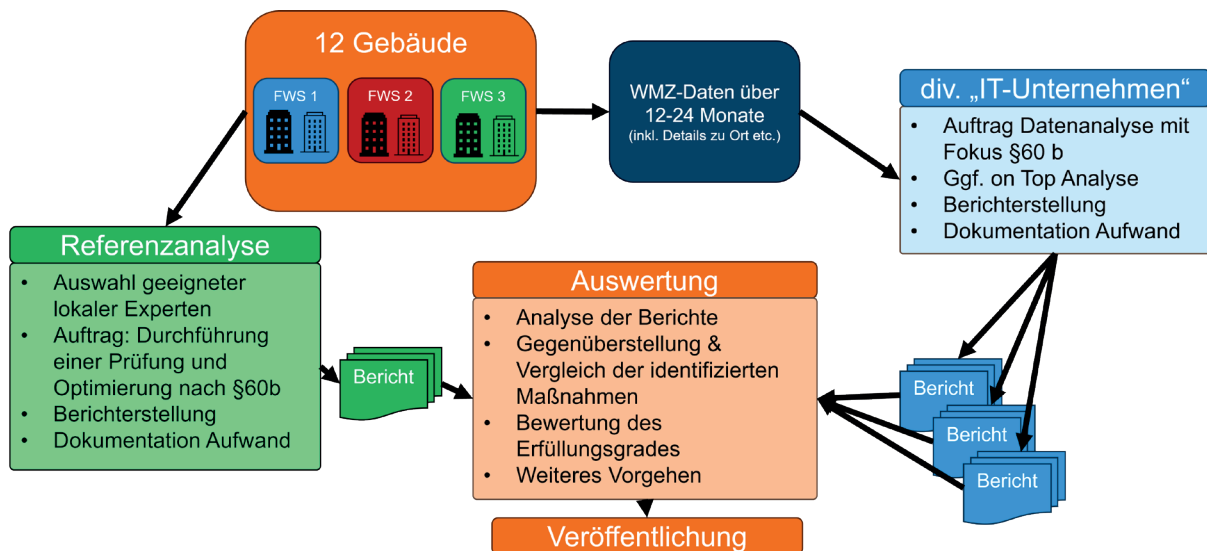 12 Gebäude
FWS 1
FWS 2
FWS 3
WMZ-Daten über
12-24 Monate
(inkl. Details zu Ort etc.)
div. „IT-Unternehmen“
• Auftrag Datenanalyse mit
Fokus §60 b
• Ggf. on Top Analyse
• Berichterstellung
• Dokumentation Aufwand
Referenzanalyse
• Auswahl geeigneter
lokaler Experten
• Auftrag: Durchführung
einer Prüfung und
Optimierung nach §60b
• Berichterstellung
• Dokumentation Aufwand
Bericht
Auswertung
• Analyse der Berichte
• Gegenüberstellung &
Vergleich der identifizierten
Maßnahmen
• Bewertung des
Erfüllungsgrades
• Weiteres Vorgehen
Bericht
Bericht
Bericht
Veröffentlichung